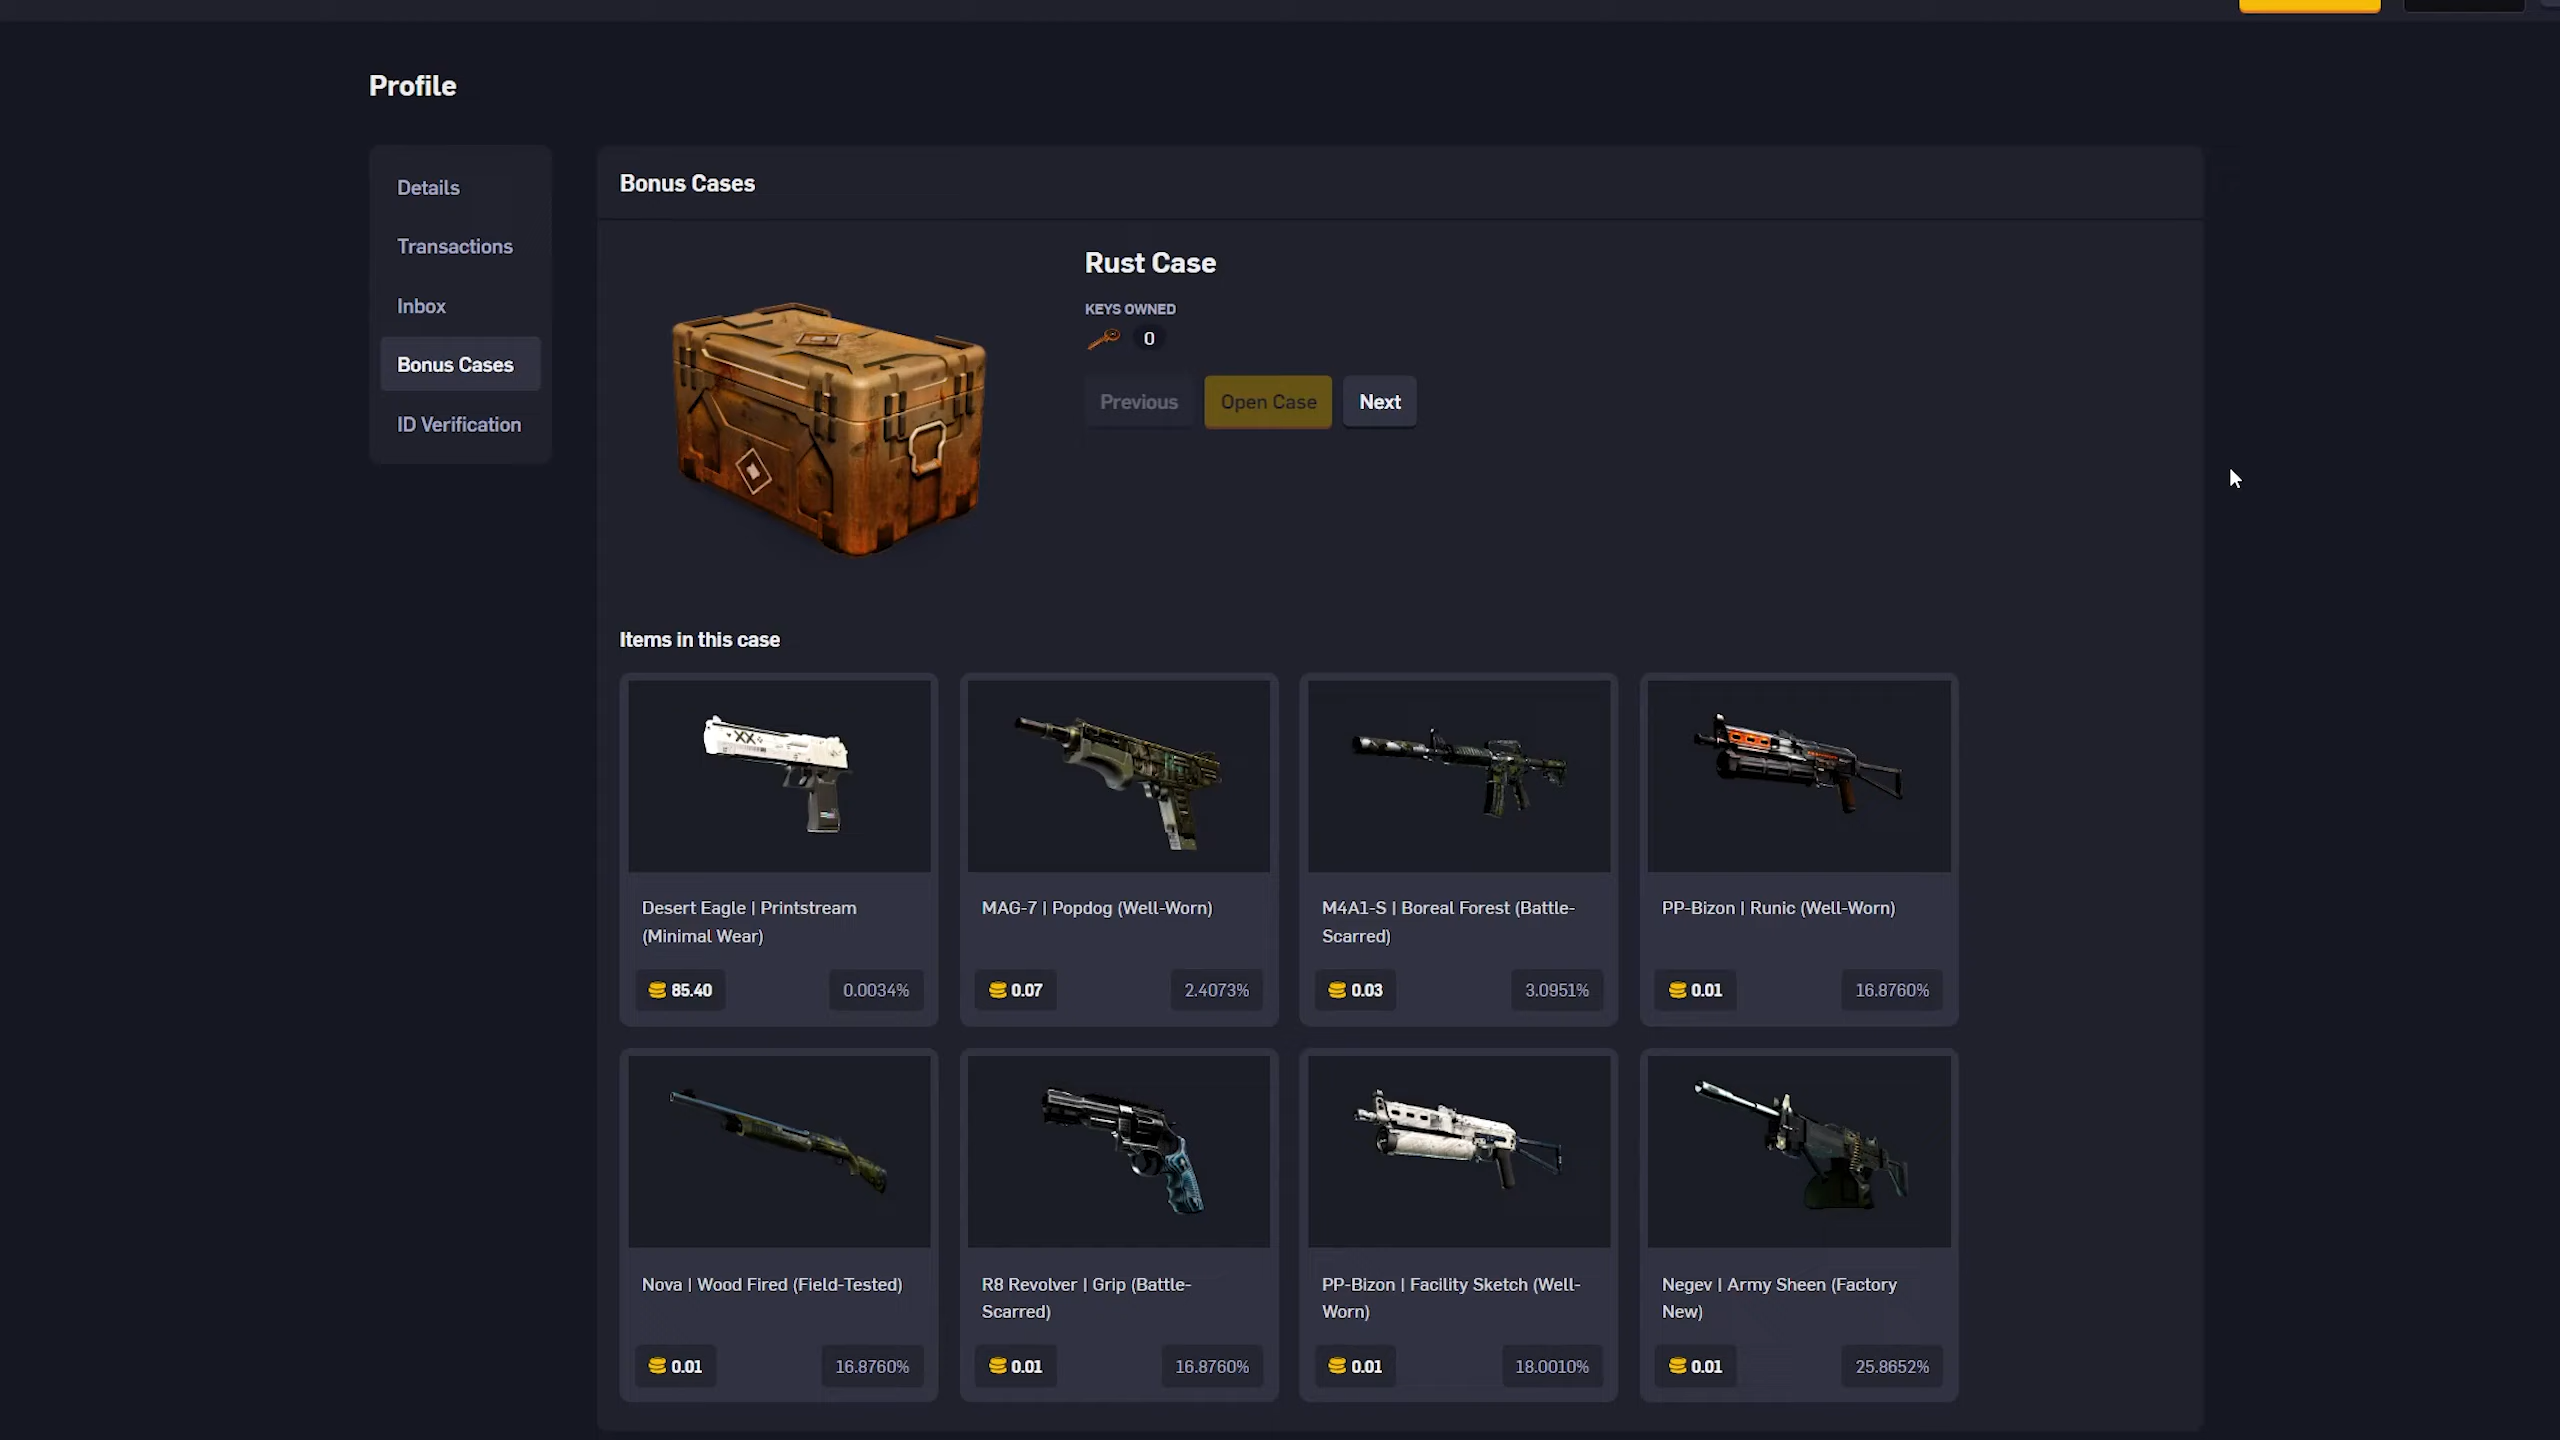 Profile
Details
Transactions
Inbox
Bonus Cases
ID Verification
Bonus Cases
Rust Case
KEYS OWNED
0
Previous
Open Case
Next
Items in this case
XX
Desert Eagle | Printstream
(Minimal Wear)
85.40
0.0034%
MAG-7 | Popdog (Well-Worn)
0.07
2.4073%
M4A1-S | Boreal Forest (Battle-
Scarred)
0.03
3.0951%
PP-Bizon | Runic (Well-Worn)
0.01
16.8760%
Nova | Wood Fired (Field-Tested)
0.01
16.8760%
R8 Revolver | Grip (Battle-
Scarred)
0.01
16.8760%
PP-Bizon | Facility Sketch (Well-
Worn)
0.01
18.0010%
Negev | Army Sheen (Factory
New)
0.01
25.8652%